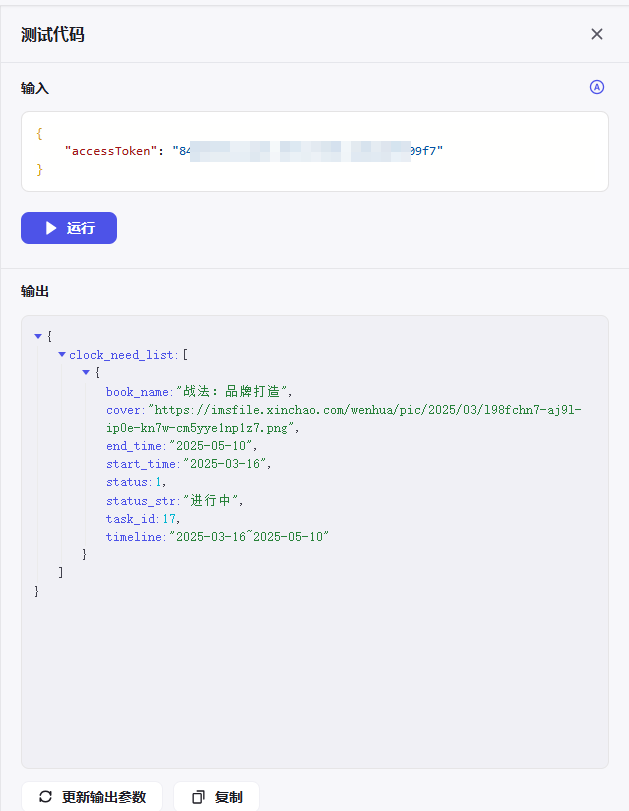 测试代码
输入
{
"accessToken": "84 09f7"
}
运行
输出
{
clock_need_list:[
{
book_name:"战法：品牌打造",
cover:"https://imsfile.xinchao.com/wenhua/pic/2025/03/l98fchn7-aj9l-
ip0e-kn7w-cm5yye1np1z7.png",
end_time:"2025-05-10",
start_time:"2025-03-16",
status:1,
status_str:"进行中",
task_id:17,
timeline:"2025-03-16~2025-05-10"
}
]
}
更新输出参数
复制